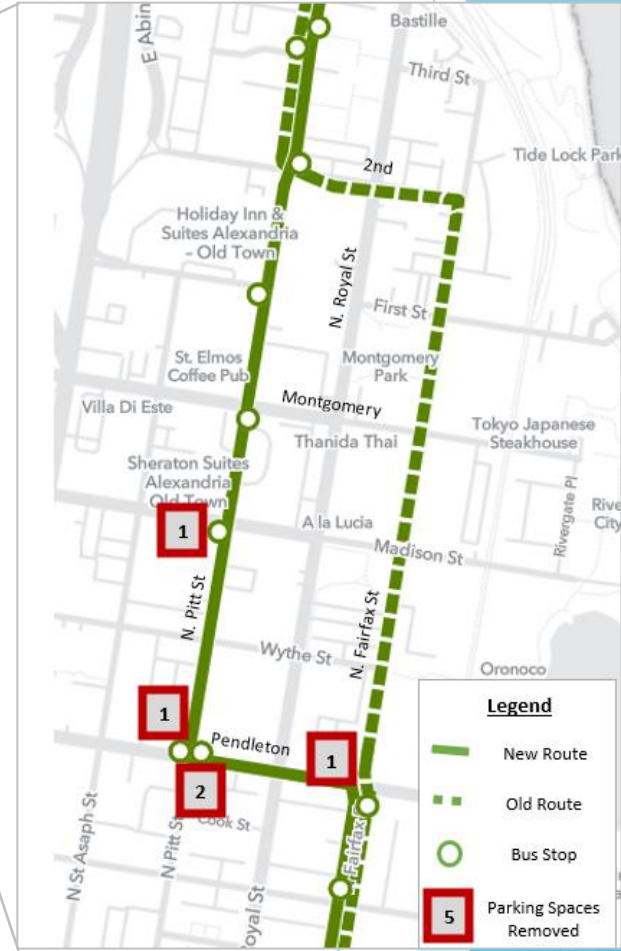 E Abin
Bastille
Third St
2nd
Tide Lock Park
Holiday Inn &
Suites Alexandria
- Old Town
N. Royal St
First St
St. Elmos
Coffee Pub
Montgomery
Park
Villa Di Este
Montgomery
Tokyo Japanese
Steakhouse
Thanida Thai
Sheraton Suites
Alexandria
Old Town
Rivergate Pl
Rive
City
1
A la Lucia
Madison St
N. Pitt St
N. Fairfax St
Wythe St
Oronoco
1
Pendleton
1
2
Cook St
N St Asaph St
N Pitt St
oyal St
Fairfax
Legend
New Route
Old Route
Bus Stop
5
Parking Spaces
Removed